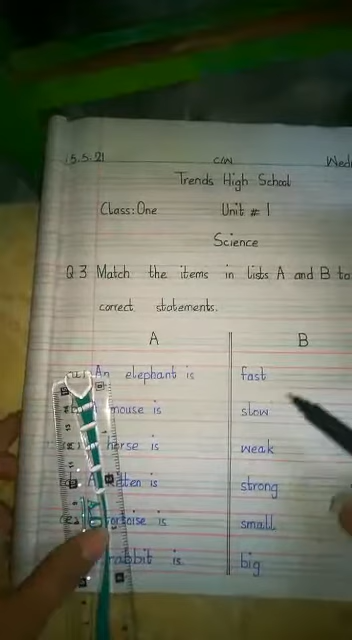 15.5.21 C/W
Trends High School
Class: One Unit # 1
Science
Q 3 Match the items in lists A and B to
correct statements.
A B
An elephant is fast
mouse is slow
horse is weak
A kitten is strong
tortoise is small
rabbit is. big